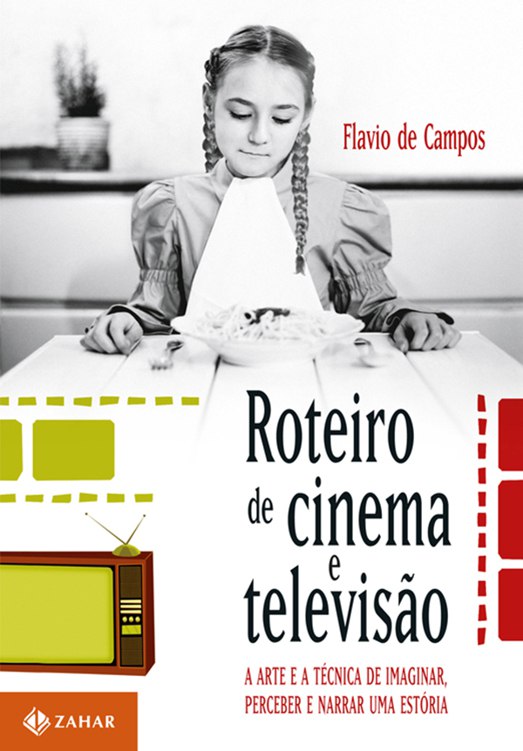 Flavio de Campos
Roteiro
de cinema
e
televisão
A ARTE E A TÉCNICA DE IMAGINAR,
PERCEBER E NARRAR UMA ESTÓRIA
ZAHAR